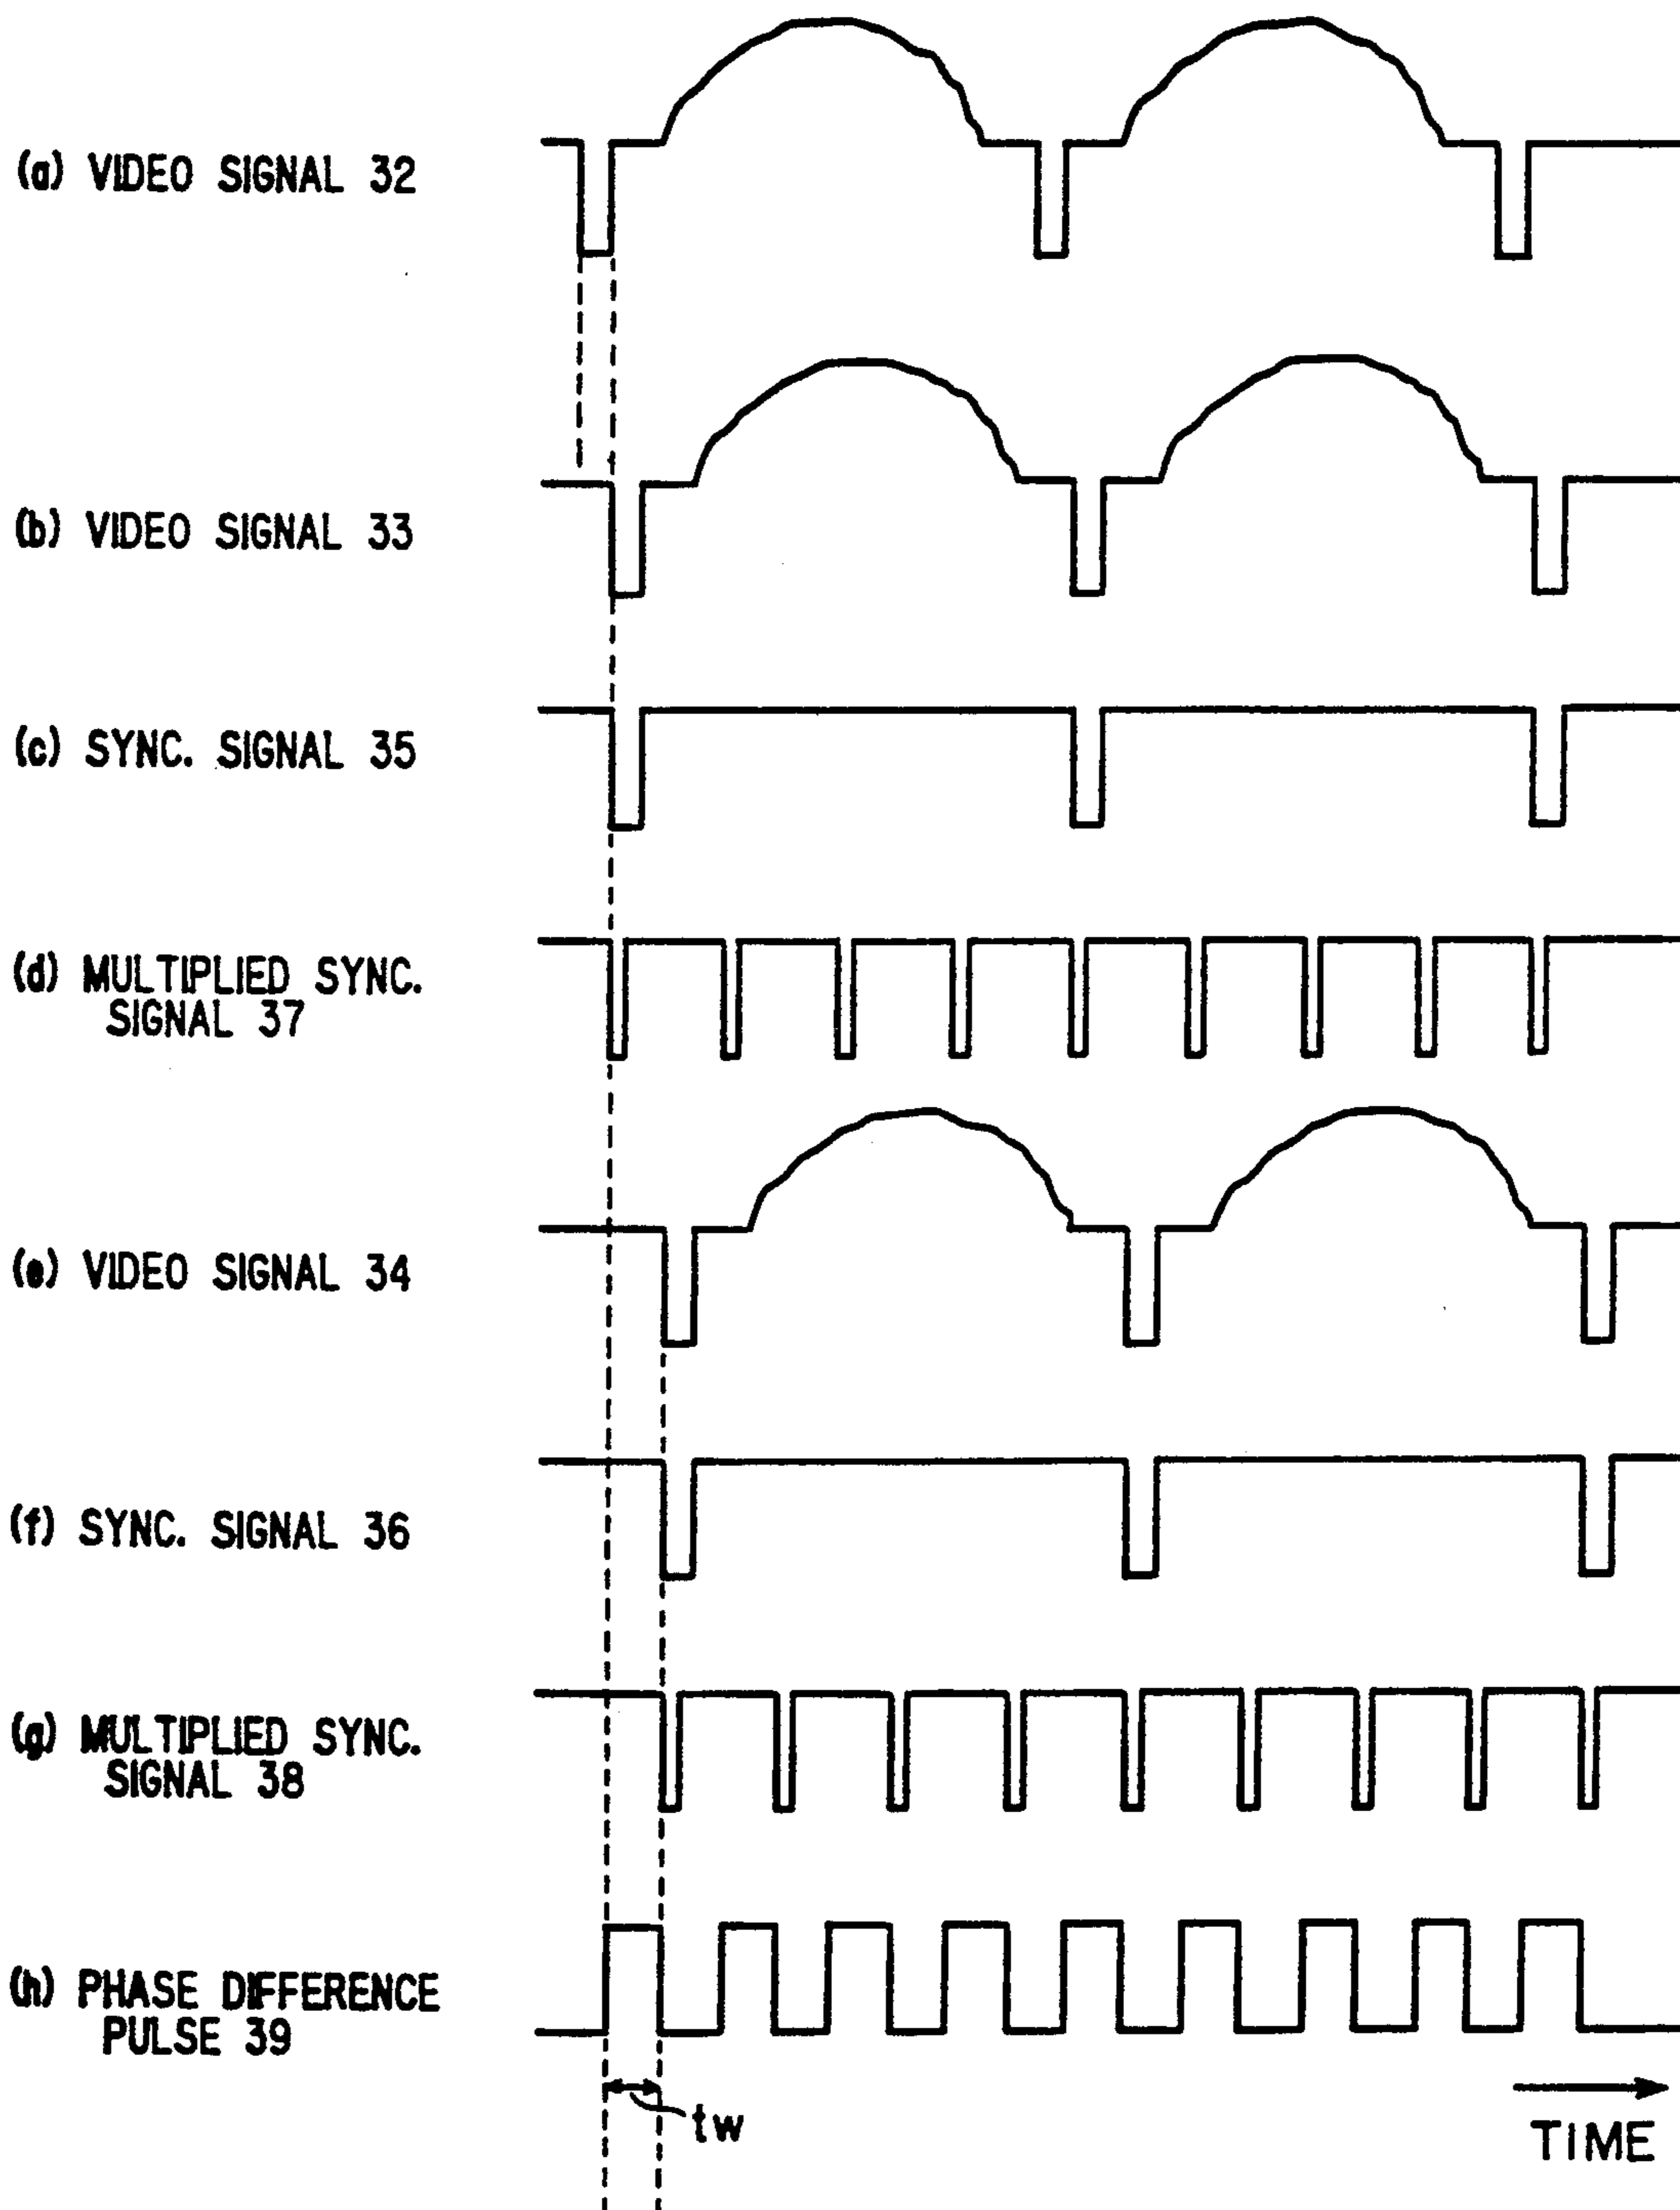 (a) VIDEO SIGNAL 32
(b) VIDEO SIGNAL 33
(c) SYNC. SIGNAL 35
(d) MULTIPLIED SYNC.
SIGNAL 37
(e) VIDEO SIGNAL 34
(f) SYNC. SIGNAL 36
(g) MULTIPLIED SYNC.
SIGNAL 38
(h) PHASE DIFFERENCE
PULSE 39
tw
TIME